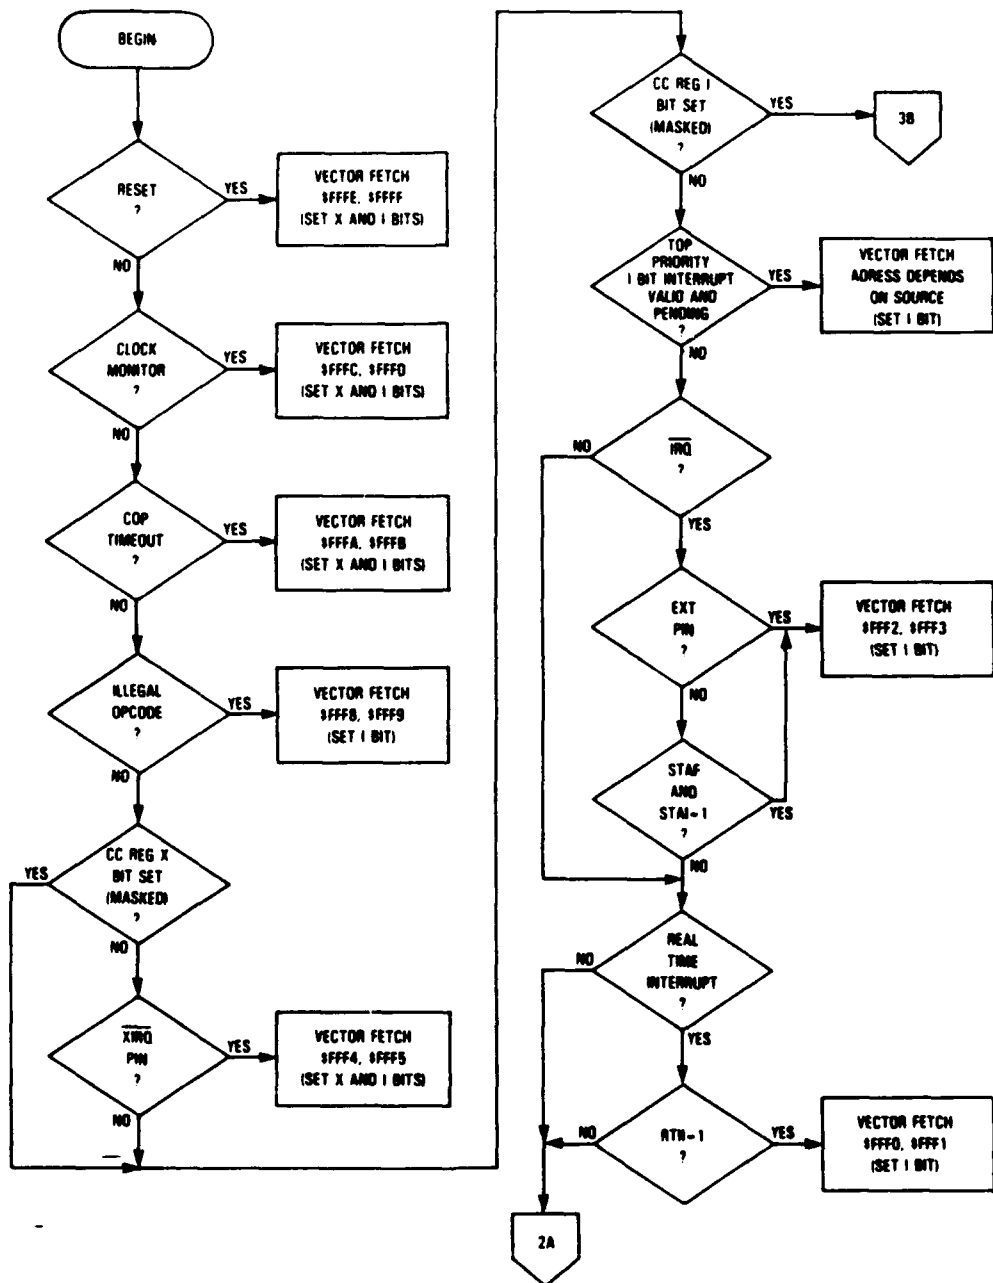 BEGIN
RESET
?
YES
NO
VECTOR FETCH
$FFFE, $FFFF
(SET X AND I BITS)
CLOCK
MONITOR
?
YES
NO
VECTOR FETCH
$FFFC, $FFFD
(SET X AND I BITS)
COP
TIMEOUT
?
YES
NO
VECTOR FETCH
$FFFA, $FFFB
(SET X AND I BITS)
ILLEGAL
OPCODE
?
YES
NO
VECTOR FETCH
$FFF8, $FFF9
(SET I BIT)
CC REG X
BIT SET
(MASKED)
?
YES
NO
XIRQ
PIN
?
YES
NO
VECTOR FETCH
$FFF4, $FFF5
(SET X AND I BITS)
CC REG I
BIT SET
(MASKED)
?
YES
NO
3B
TOP
PRIORITY
I BIT INTERRUPT
VALID AND
PENDING
?
YES
NO
VECTOR FETCH
ADRESS DEPENDS
ON SOURCE
(SET I BIT)
IRQ
?
NO
YES
EXT
PIN
?
YES
NO
VECTOR FETCH
$FFF2, $FFF3
(SET I BIT)
STAF
AND
STAI=1
?
YES
NO
REAL
TIME
INTERRUPT
?
NO
YES
RTII=1
?
NO
YES
VECTOR FETCH
$FFF0, $FFF1
(SET I BIT)
2A